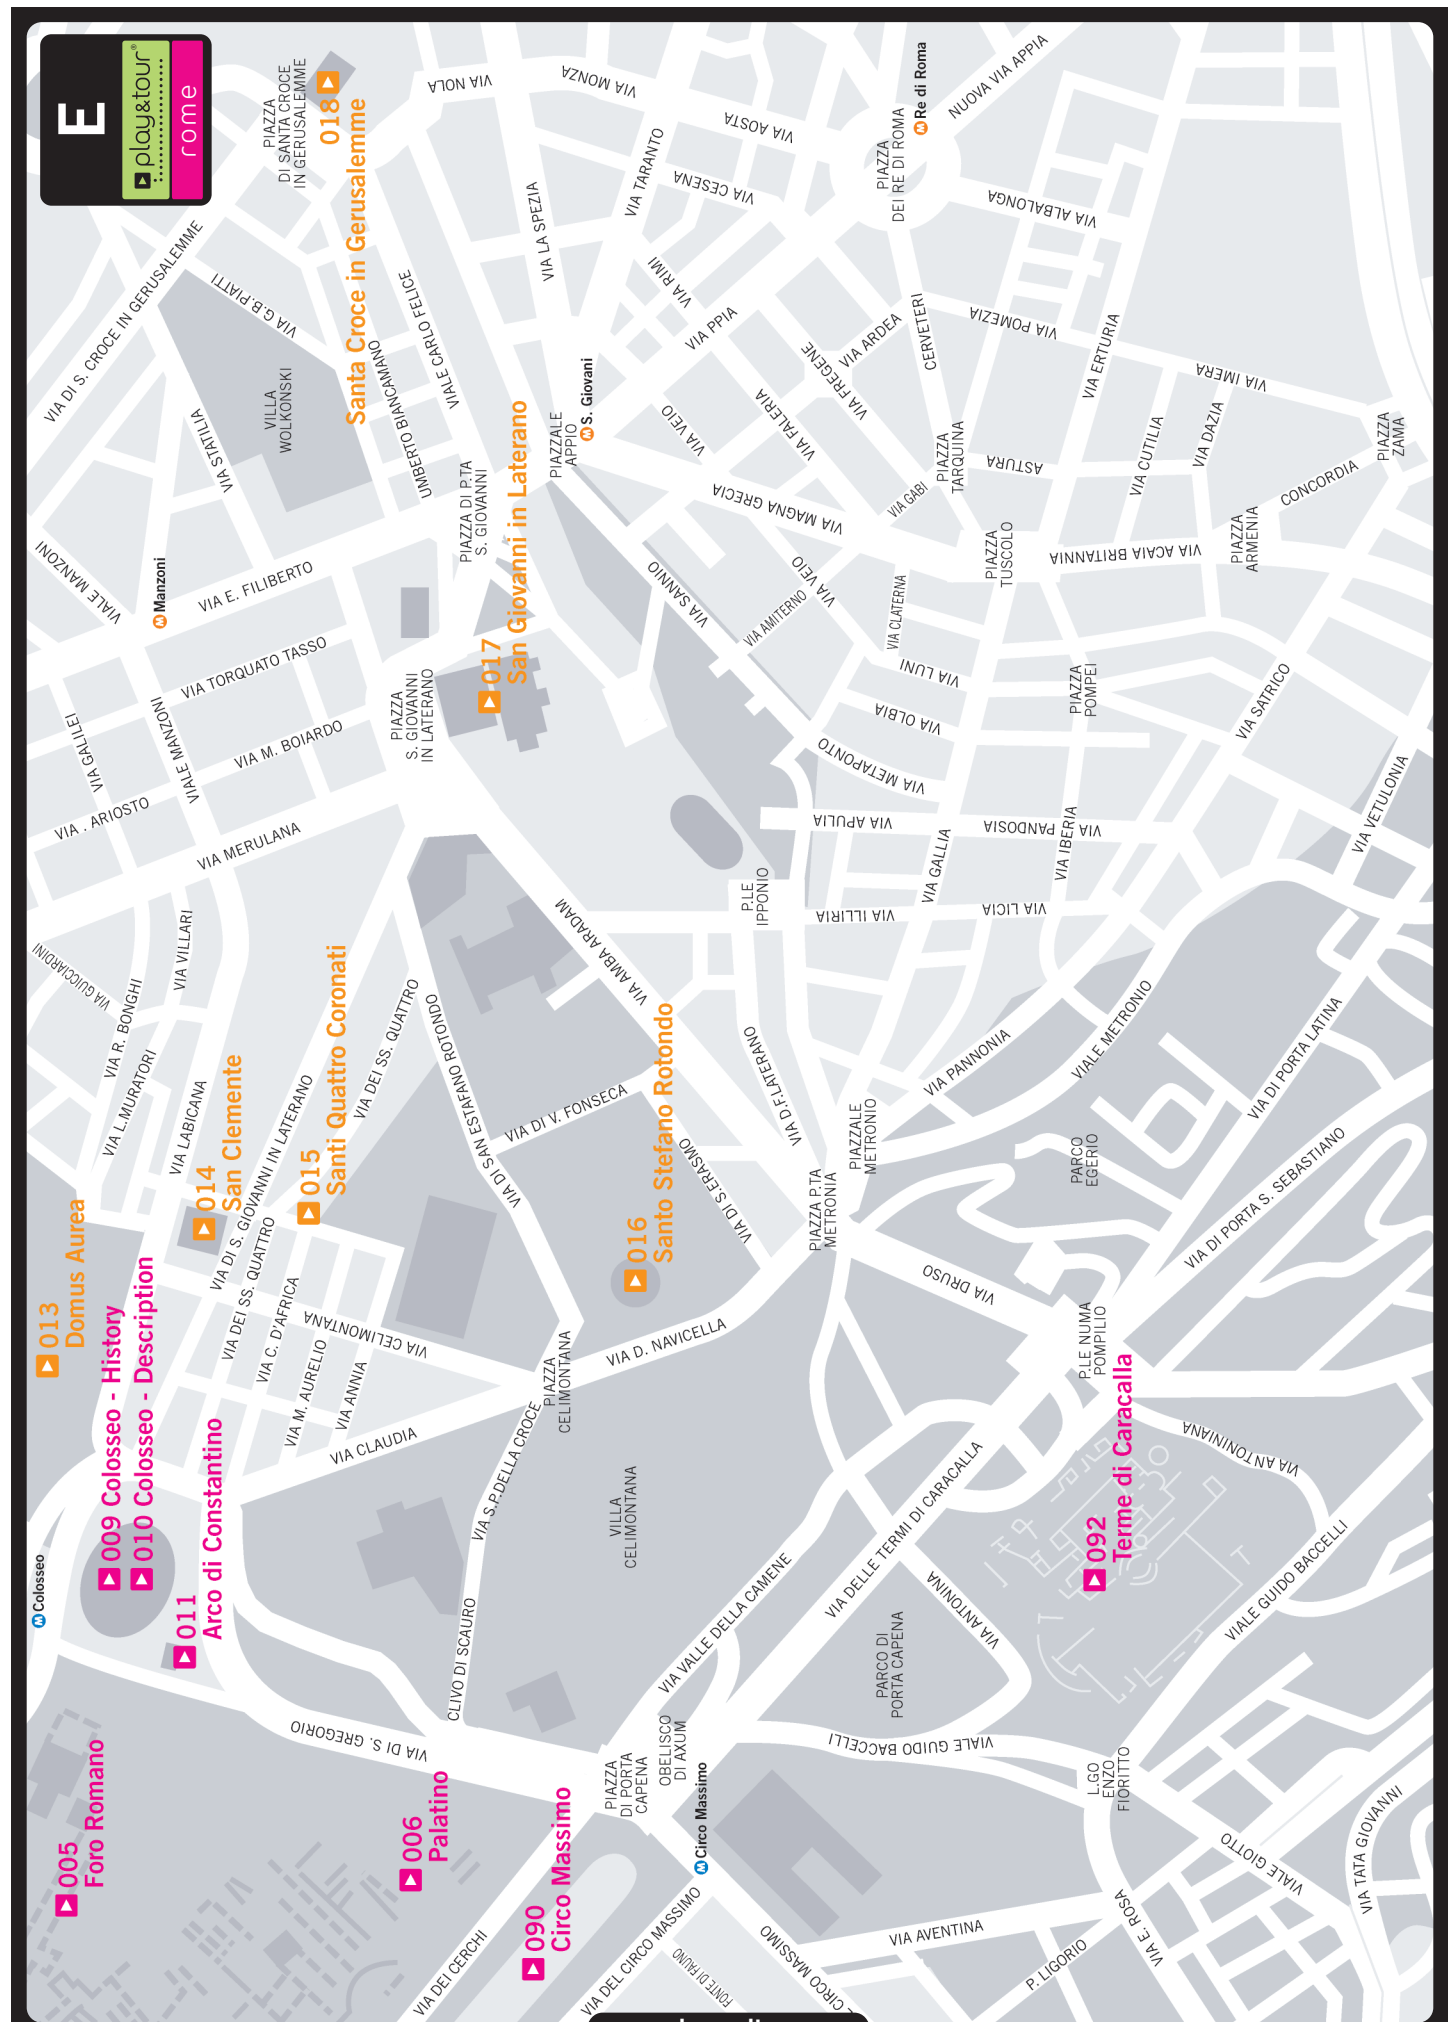 E
play&tour®
rome
005
Foro Romano
006
Palatino
090
Circo Massimo
009 Colosseo - History
010 Colosseo - Description
011
Arco di Constantino
013
Domus Aurea
014
San Clemente
015
Santi Quattro Coronati
016
Santo Stefano Rotondo
017
San Giovanni in Laterano
018
Santa Croce in Gerusalemme
092
Terme di Caracalla
M Colosseo
M Circo Massimo
M Manzoni
M S. Giovani
M Re di Roma
PIAZZA
DI SANTA CROCE
IN GERUSALEMME
VIA DI S. CROCE IN GERUSALEMME
VIA G.B.PIATTI
VILLA
WOLKONSKI
VIA STATILIA
VIALE MANZONI
VIA E. FILIBERTO
VIA TORQUATO TASSO
VIA GALILEI
VIALE MANZONI
VIA M. BOIARDO
VIA . ARIOSTO
VIA MERULANA
VIA GUICCIARDINI
VIA R. BONGHI
VIA VILLARI
VIA L.MURATORI
VIA LABICANA
VIA DI S. GIOVANNI IN LATERANO
VIA DEI SS. QUATTRO
VIA DEI SS. QUATTRO
VIA C. D'AFRICA
VIA M. AURELIO
VIA ANNIA
VIA CELIMONTANA
VIA CLAUDIA
VIA DI S. GREGORIO
CLIVO DI SCAURO
VIA S.P.DELLA CROCE
PIAZZA
CELIMONTANA
VILLA
CELIMONTANA
VIA D. NAVICELLA
VIA DI SAN ESTAFANO ROTONDO
VIA DI V. FONSECA
VIA DI S.ERASMO
VIA AMBA ARADAM
PIAZZA
S. GIOVANNI
IN LATERANO
PIAZZA DI P.TA
S. GIOVANNI
UMBERTO BIANCAMANO
VIALE CARLO FELICE
PIAZZALE
APPIO
VIA NOLA
VIA MONZA
VIA LA SPEZIA
VIA TARANTO
VIA AOSTA
VIA CESENA
VIA RIMI
VIA PPIA
PIAZZA
DEI RE DI ROMA
NUOVA VIA APPIA
VIA ALBALONGA
VIA ARDEA
CERVETERI
VIA FREGENE
VIA FALERIA
VIA VEIO
VIA MAGNA GRECIA
VIA GABI
VIA POMEZIA
VIA ERTURIA
VIA IMERA
PIAZZA
TARQUINA
ASTURA
VIA CUTILIA
VIA DAZIA
PIAZZA
ZAMA
CONCORDIA
PIAZZA
ARMENIA
VIA ACAIA BRITANNIA
PIAZZA
TUSCOLO
VIA SANNIO
VIA VEIO
VIA AMITERNO
VIA CLATERNA
VIA LUNI
VIA OLBIA
VIA METAPONTO
PIAZZA
POMPEI
VIA SATRICO
VIA VETULONIA
VIA APULIA
VIA PANDOSIA
VIA IBERIA
VIA GALLIA
VIA ILLIRIA
VIA LICIA
P.LE
IPPONIO
VIA D.F.LATERANO
VIA PANNONIA
VIALE METRONIO
PIAZZALE
METRONIO
PIAZZA P.TA
METRONIA
PARCO
EGERIO
VIA DI PORTA LATINA
VIA DI PORTA S. SEBASTIANO
VIA DRUSO
P.LE NUMA
POMPILIO
VIA ANTONINIANA
VIA DELLE TERMI DI CARACALLA
VIA VALLE DELLA CAMENE
VIA ANTONINA
PARCO DI
PORTA CAPENA
VIALE GUIDO BACCELLI
VIALE GUIDO BACCELLI
OBELISCO
DI AXUM
PIAZZA
DI PORTA
CAPENA
L.GO
ENZO
FIORITTO
VIALE GIOTTO
VIA TATA GIOVANNI
VIA E. ROSA
P. LIGORIO
VIA AVENTINA
CIRCO MASSIMO
VIA DEL CIRCO MASSIMO
FONTE DI FAUNO
VIA DEI CERCHI